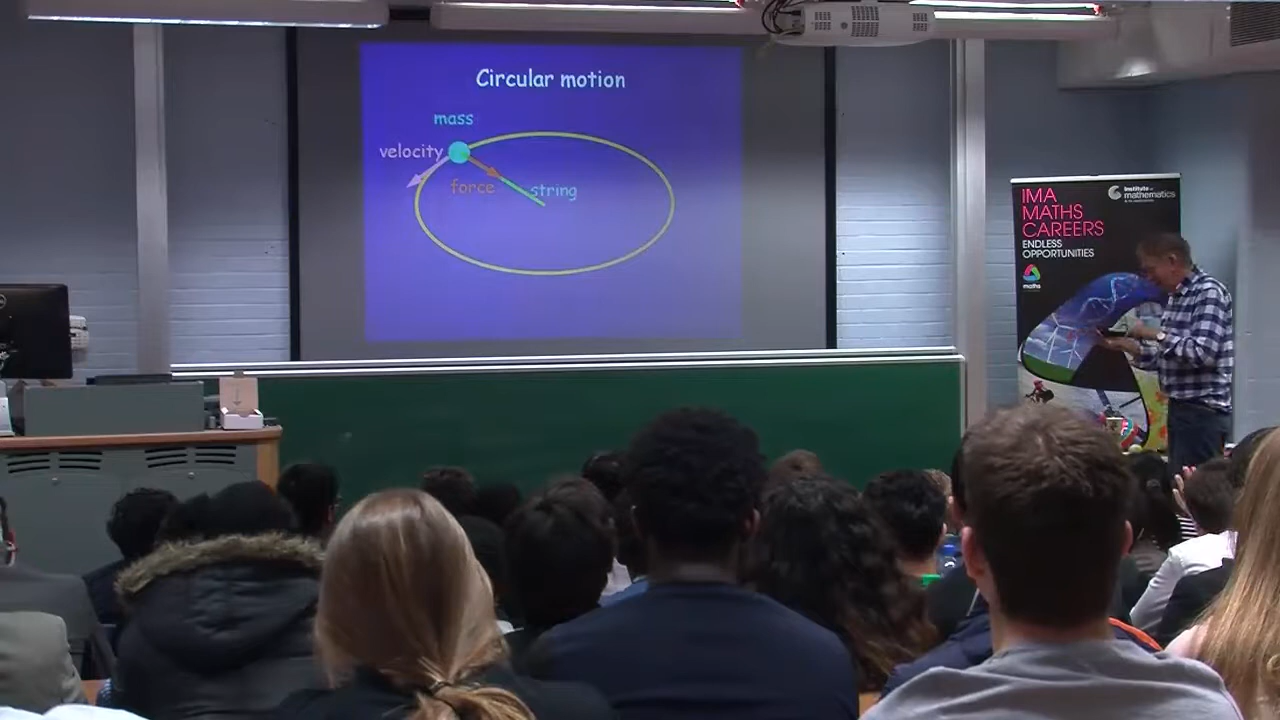 Circular motion
mass
velocity
force
string
IMA
MATHS
CAREERS
ENDLESS
OPPORTUNITIES
Institute of
mathematics
maths